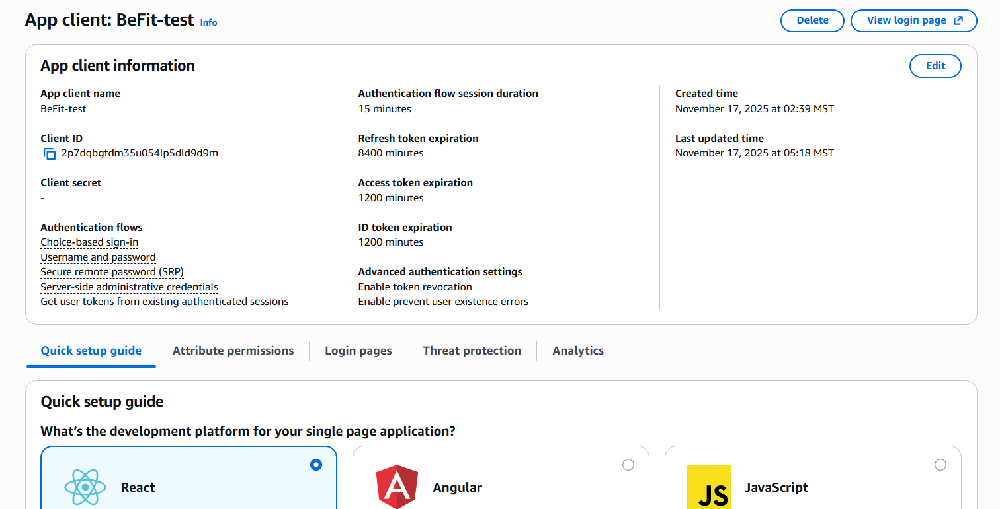 App client: BeFit-test Info
Delete
View login page
App client information
Edit
App client name
BeFit-test
Client ID
2p7dqbgfdm35u054lp5dld9d9m
Client secret
-
Authentication flows
Choice-based sign-in
Username and password
Secure remote password (SRP)
Server-side administrative credentials
Get user tokens from existing authenticated sessions
Authentication flow session duration
15 minutes
Refresh token expiration
8400 minutes
Access token expiration
1200 minutes
ID token expiration
1200 minutes
Advanced authentication settings
Enable token revocation
Enable prevent user existence errors
Created time
November 17, 2025 at 02:39 MST
Last updated time
November 17, 2025 at 05:18 MST
Quick setup guide
Attribute permissions
Login pages
Threat protection
Analytics
Quick setup guide
What's the development platform for your single page application?
React
Angular
JS
JavaScript